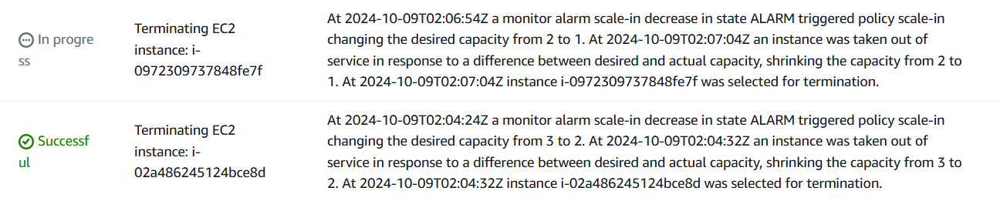 In progre
ss
Terminating EC2
instance: i-
0972309737848fe7f
At 2024-10-09T02:06:54Z a monitor alarm scale-in decrease in state ALARM triggered policy scale-in
changing the desired capacity from 2 to 1. At 2024-10-09T02:07:04Z an instance was taken out of
service in response to a difference between desired and actual capacity, shrinking the capacity from 2 to
1. At 2024-10-09T02:07:04Z instance i-0972309737848fe7f was selected for termination.
Successf
ul
Terminating EC2
instance: i-
02a486245124bce8d
At 2024-10-09T02:04:24Z a monitor alarm scale-in decrease in state ALARM triggered policy scale-in
changing the desired capacity from 3 to 2. At 2024-10-09T02:04:32Z an instance was taken out of
service in response to a difference between desired and actual capacity, shrinking the capacity from 3 to
2. At 2024-10-09T02:04:32Z instance i-02a486245124bce8d was selected for termination.